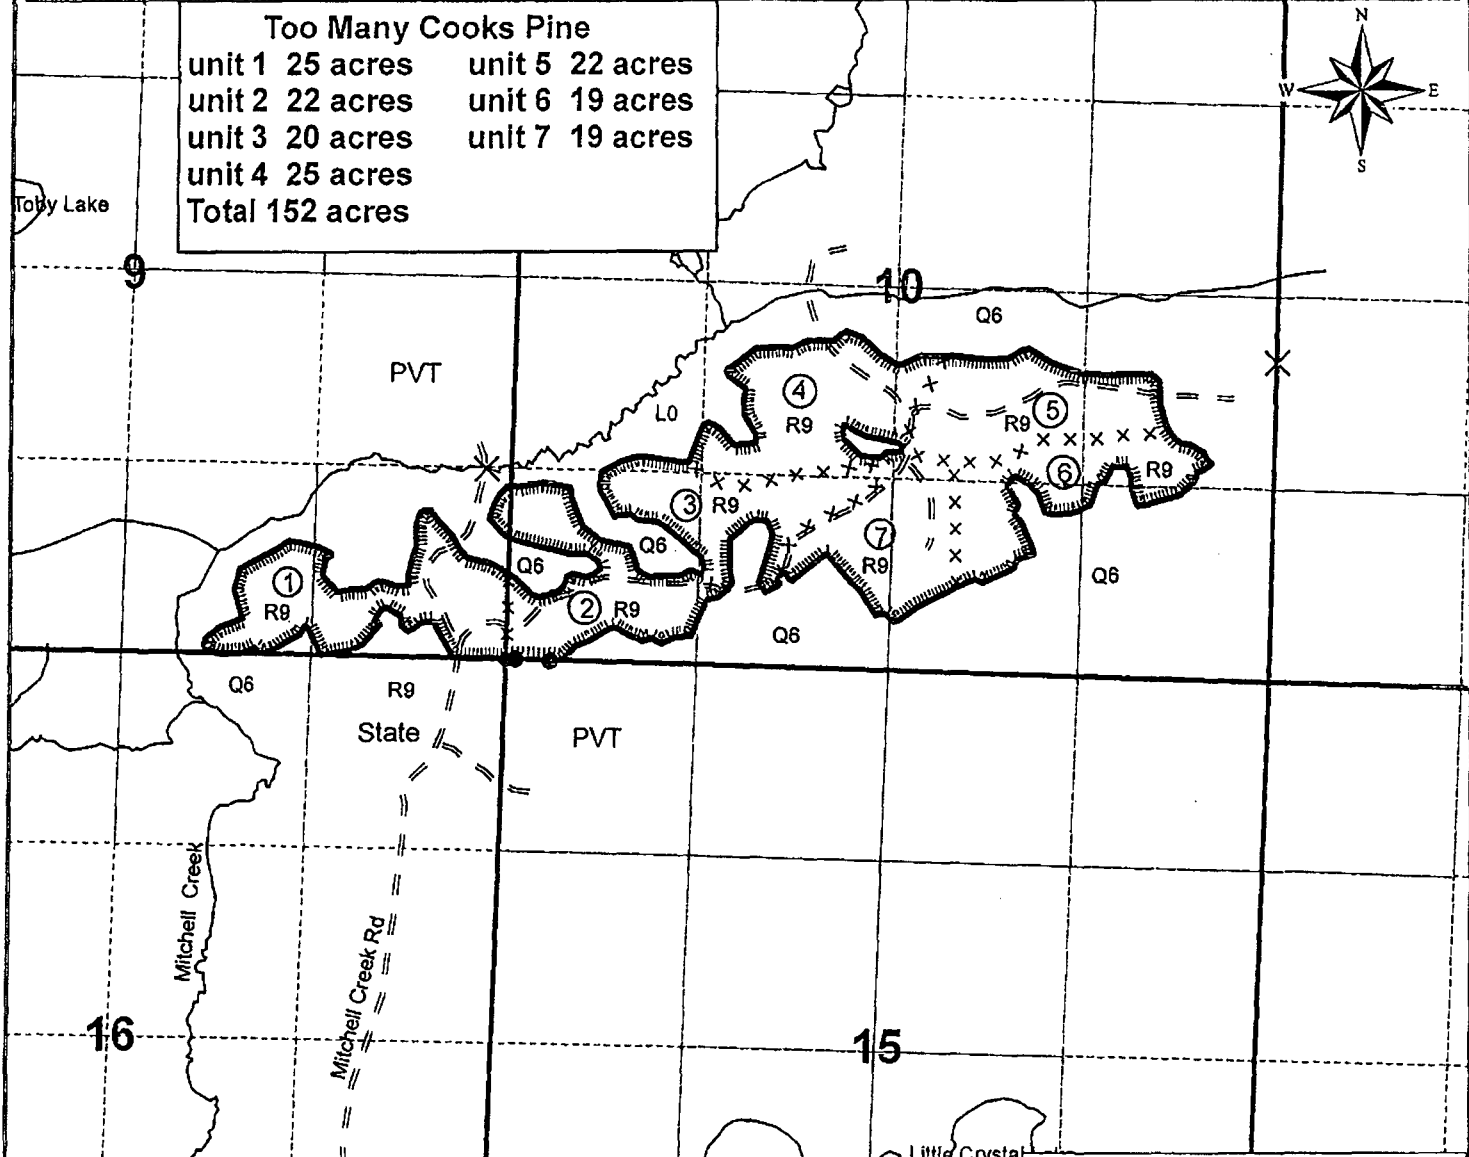 Too Many Cooks Pine
unit 1 25 acres unit 5 22 acres
unit 2 22 acres unit 6 19 acres
unit 3 20 acres unit 7 19 acres
unit 4 25 acres
Total 152 acres
N
W E
S
Toby Lake
9
10
Q6
PVT
4
L0
R9
5
R9
6
R9
3
R9
7
Q6
R9
Q6
Q6
1
R9
2
R9
Q6
Q6
R9
State
PVT
Mitchell Creek
Mitchell Creek Rd
16
15
Little Crystal